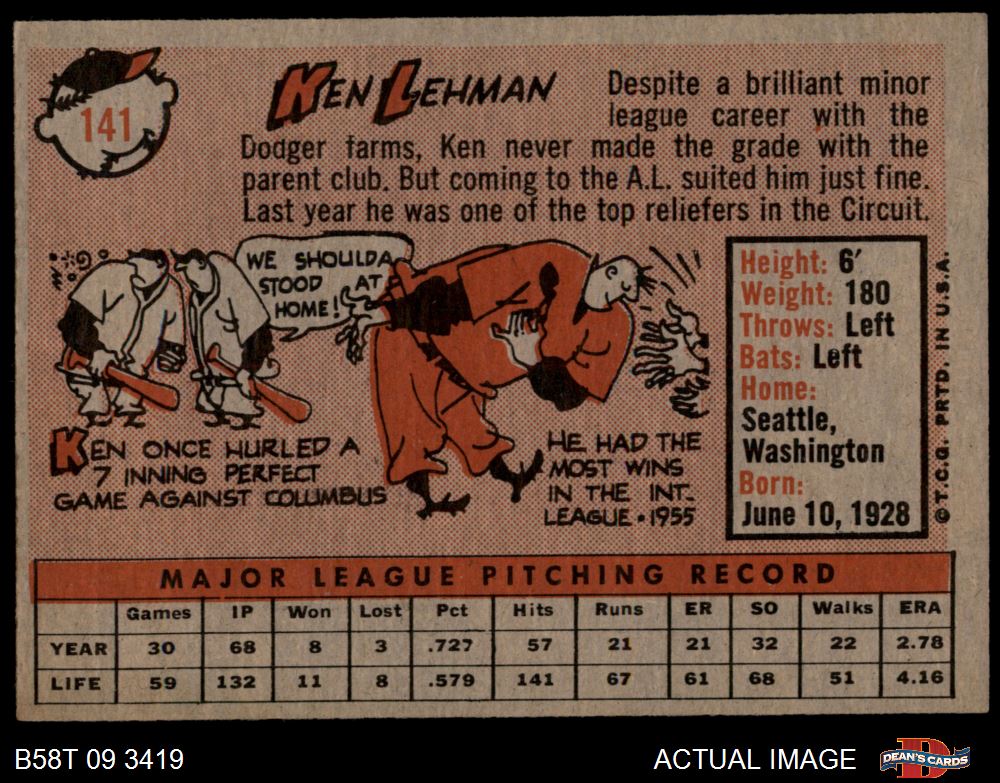 141
KEN LEHMAN
Despite a brilliant minor
league career with the
Dodger farms, Ken never made the grade with the
parent club. But coming to the A.L. suited him just fine.
Last year he was one of the top reliefers in the Circuit.
WE SHOULDA
STOOD AT
HOME!
KEN ONCE HURLED A
7 INNING PERFECT
GAME AGAINST COLUMBUS
HE HAD THE
MOST WINS
IN THE INT.
LEAGUE • 1955
Height: 6'
Weight: 180
Throws: Left
Bats: Left
Home:
Seattle,
Washington
Born:
June 10, 1928
© T.C.G. PRTD. IN U.S.A.
MAJOR LEAGUE PITCHING RECORD
Games IP Won Lost Pct Hits Runs ER SO Walks ERA
YEAR 30 68 8 3 .727 57 21 21 32 22 2.78
LIFE 59 132 11 8 .579 141 67 61 68 51 4.16
B58T 09 3419
ACTUAL IMAGE
D
DEAN'S CARDS